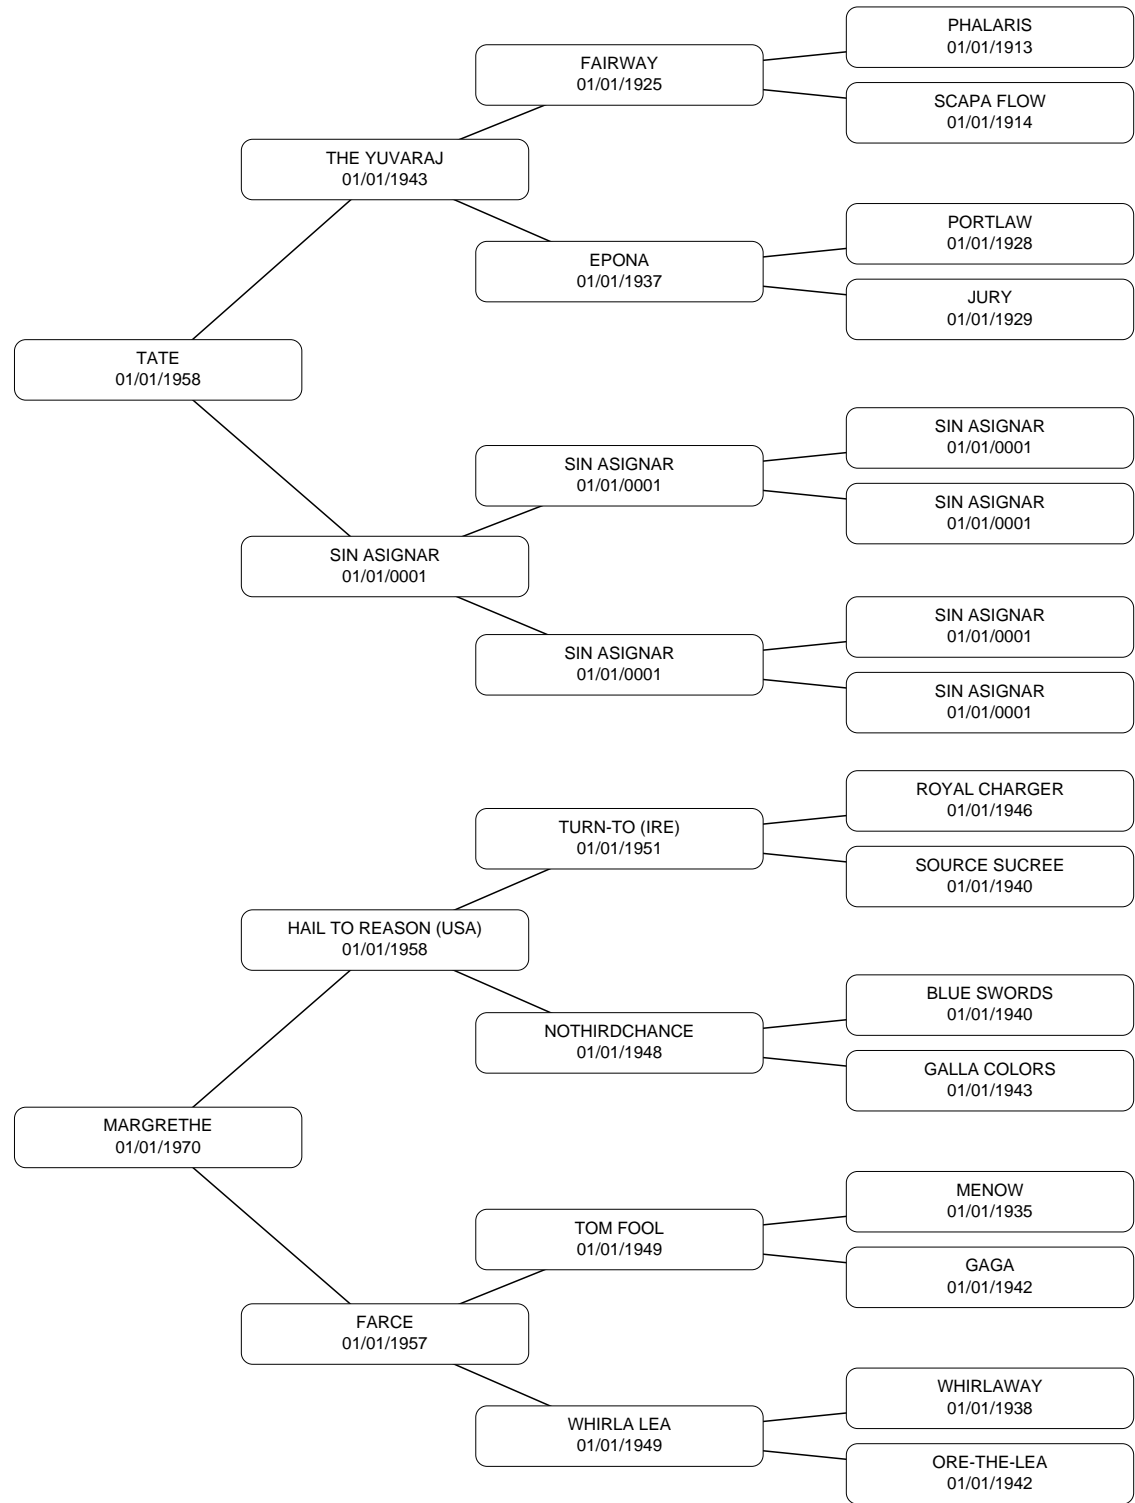 PHALARIS
01/01/1913
FAIRWAY
01/01/1925
SCAPA FLOW
01/01/1914
THE YUVARAJ
01/01/1943
PORTLAW
01/01/1928
EPONA
01/01/1937
JURY
01/01/1929
TATE
01/01/1958
SIN ASIGNAR
01/01/0001
SIN ASIGNAR
01/01/0001
SIN ASIGNAR
01/01/0001
SIN ASIGNAR
01/01/0001
SIN ASIGNAR
01/01/0001
SIN ASIGNAR
01/01/0001
SIN ASIGNAR
01/01/0001
ROYAL CHARGER
01/01/1946
TURN-TO (IRE)
01/01/1951
SOURCE SUCREE
01/01/1940
HAIL TO REASON (USA)
01/01/1958
BLUE SWORDS
01/01/1940
NOTHIRDCHANCE
01/01/1948
GALLA COLORS
01/01/1943
MARGRETHE
01/01/1970
MENOW
01/01/1935
TOM FOOL
01/01/1949
GAGA
01/01/1942
FARCE
01/01/1957
WHIRLAWAY
01/01/1938
WHIRLA LEA
01/01/1949
ORE-THE-LEA
01/01/1942